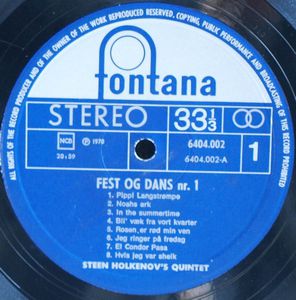 ALL RIGHTS OF THE RECORD PRODUCER AND OF THE OWNER OF THE WORK REPRODUCED RESERVED. COPYING, PUBLIC PERFORMANCE AND BROADCASTING OF THIS RECORD PROHIBITED
fontana
STEREO 33 1/3
NCB ℗ 1970 6404.002 1
20:09 6404.002-A
FEST OG DANS nr. 1
1. Pippi Langstrømpe
2. Noahs ark
3. In the summertime
4. Bli' væk fra vort kvarter
5. Rosen, er rød min ven
6. Jeg ringer på fredag
7. El Condor Pasa
8. Hvis jeg var sheik
STEEN HOLKENOV'S QUINTET